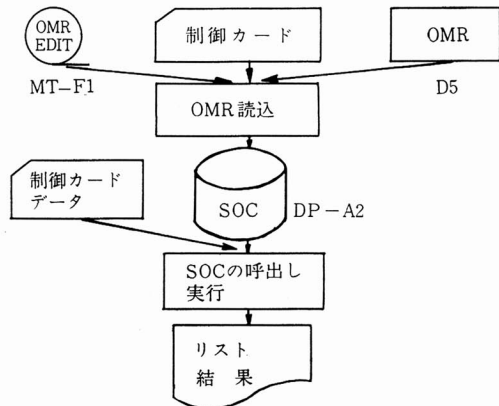 OMR
EDIT
制御カード
OMR
MT-F1
D5
OMR読込
制御カード
データ
SOC
DP-A2
SOCの呼出し
実行
リスト
結 果